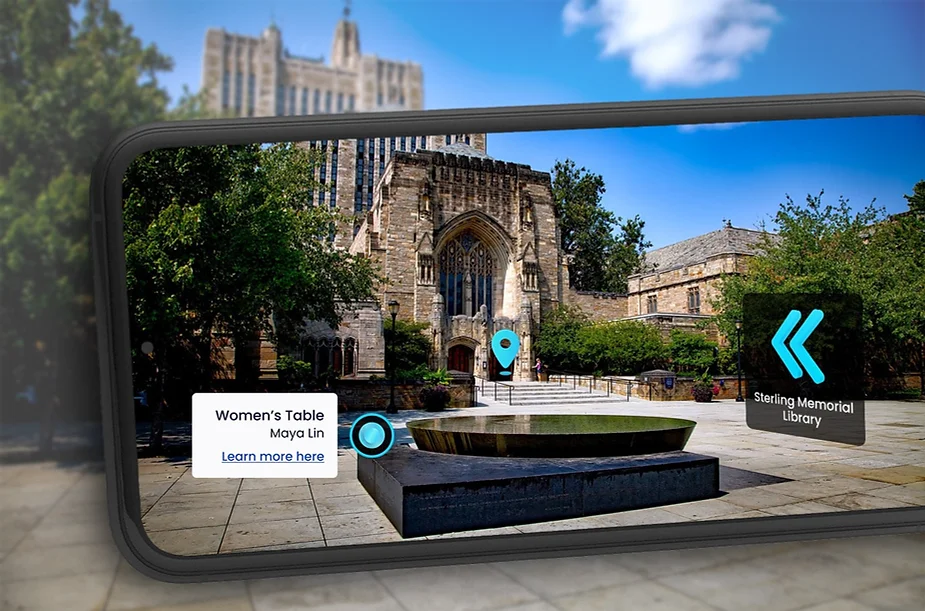 Women's Table
Maya Lin
Learn more here
Sterling Memorial
Library